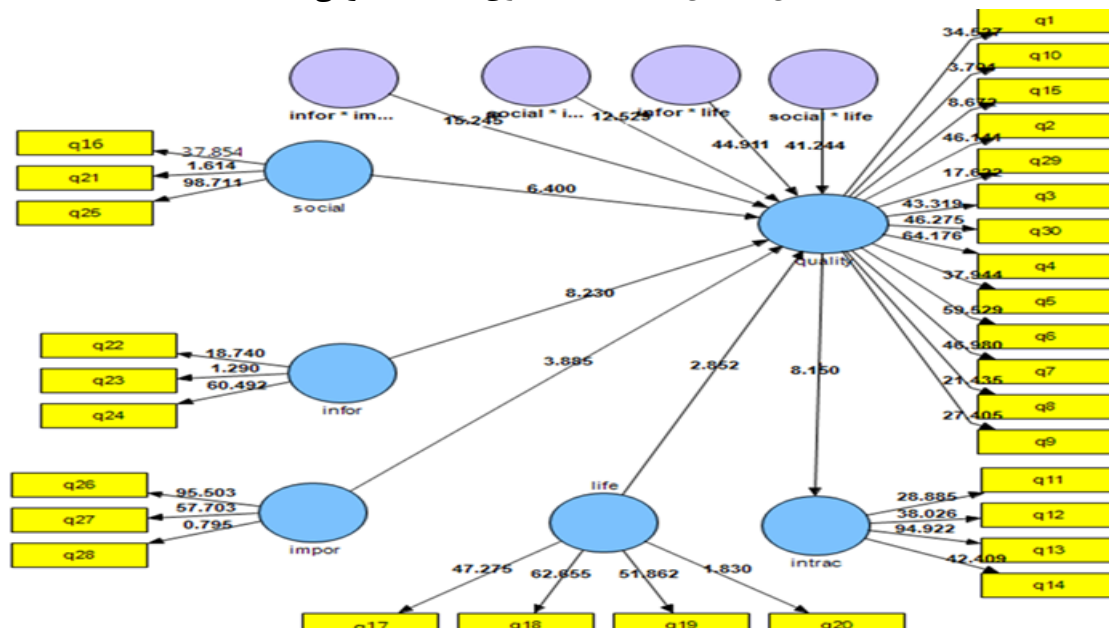 q1
34.527
q10
q15
8.672
q2
46.141
q29
17.622
q3
43.319
q30
46.275
q4
64.176
q5
37.944
q6
59.529
q7
46.980
q8
21.435
q9
27.405
infor * im...
social * i...
infor * life
social * life
15.245
12.525
44.911
41.244
q16
37.854
q21
1.614
q25
98.711
social
6.400
quality
q22
18.740
q23
1.290
q24
60.492
infor
8.230
3.885
2.852
8.150
q26
95.503
q27
57.703
q28
0.795
impor
life
47.275
62.655
51.862
1.830
q17
q18
q19
q20
intrac
q11
28.885
q12
38.026
q13
94.922
q14
42.409